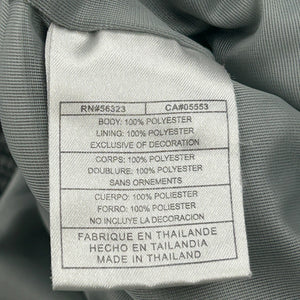 RN#56323 CA#05553
BODY: 100% POLYESTER
LINING: 100% POLYESTER
EXCLUSIVE OF DECORATION
CORPS: 100% POLYESTER
DOUBLURE: 100% POLYESTER
SANS ORNEMENTS
CUERPO: 100% POLIESTER
FORRO: 100% POLIESTER
NO INCLUYE LA DECORACION
FABRIQUE EN THAILANDE
HECHO EN TAILANDIA
MADE IN THAILAND